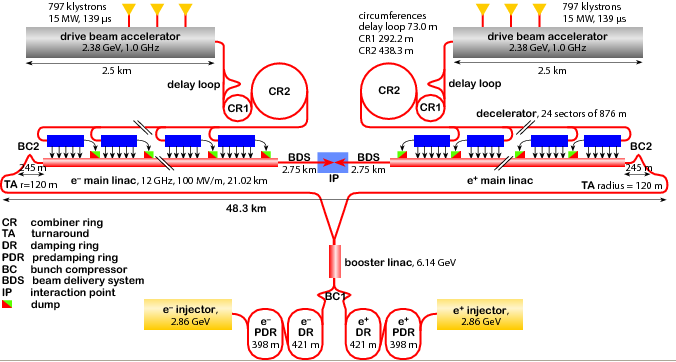 797 klystrons
15 MW, 139 µs
drive beam accelerator
2.38 GeV, 1.0 GHz
2.5 km
delay loop
CR1
CR2
circumferences
delay loop 73.0 m
CR1 292.2 m
CR2 438.3 m
797 klystrons
15 MW, 139 µs
drive beam accelerator
2.38 GeV, 1.0 GHz
2.5 km
delay loop
CR2
CR1
decelerator, 24 sectors of 876 m
BC2
245 m
TA r=120 m
e⁻ main linac, 12 GHz, 100 MV/m, 21.02 km
BDS
2.75 km
IP
BDS
2.75 km
e⁺ main linac
BC2
245 m
TA radius = 120 m
48.3 km
CR combiner ring
TA turnaround
DR damping ring
PDR predamping ring
BC bunch compressor
BDS beam delivery system
IP interaction point
dump
booster linac, 6.14 GeV
BC1
e⁻ injector,
2.86 GeV
e⁻
PDR
398 m
e⁻
DR
421 m
e⁺
DR
421 m
e⁺
PDR
398 m
e⁺ injector,
2.86 GeV